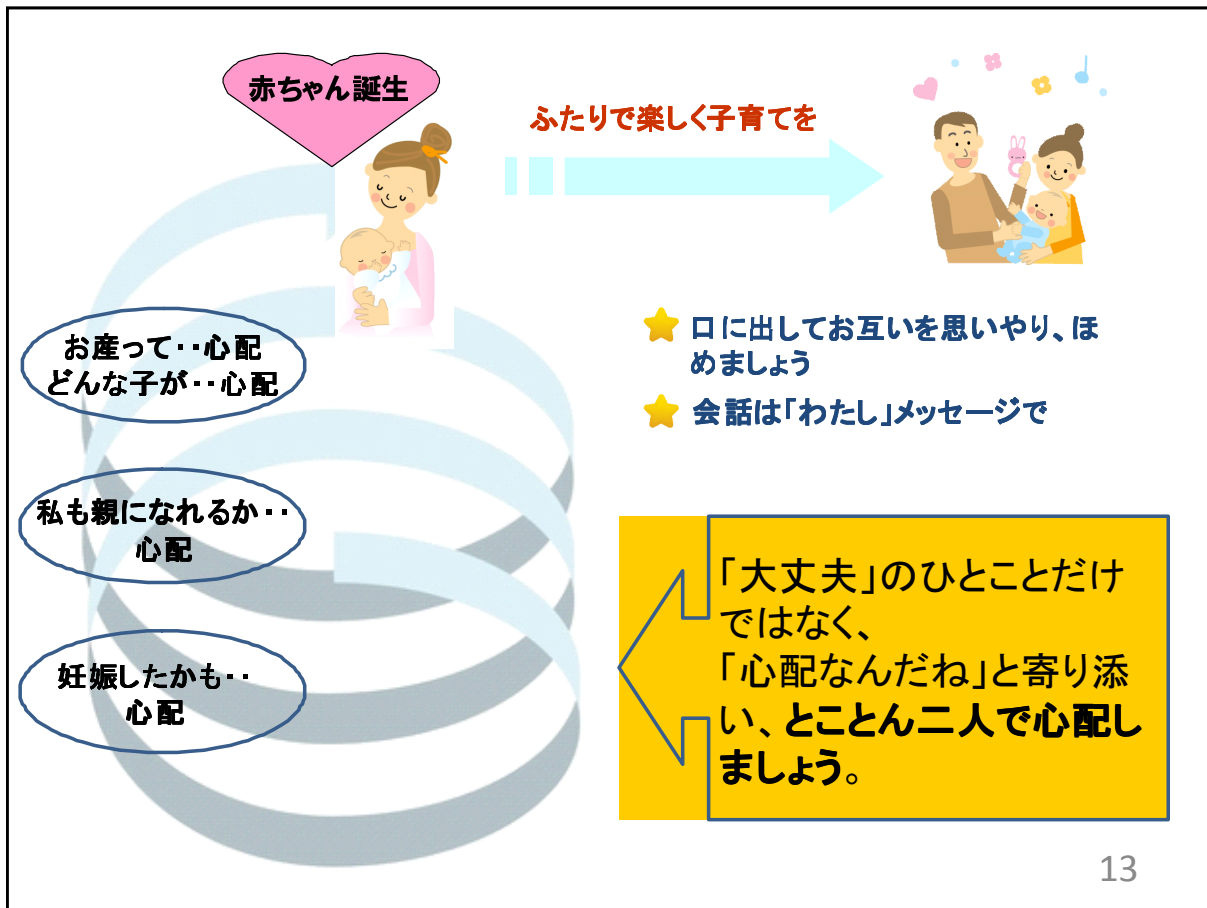 赤ちゃん誕生
ふたりで楽しく子育てを
お産って・・心配
どんな子が・・心配
私も親になれるか・・
心配
妊娠したかも・・
心配
口に出してお互いを思いやり、ほ
めましょう
会話は「わたし」メッセージで
「大丈夫」のひとことだけ
ではなく、
「心配なんだね」と寄り添
い、とことん二人で心配し
ましょう。
13